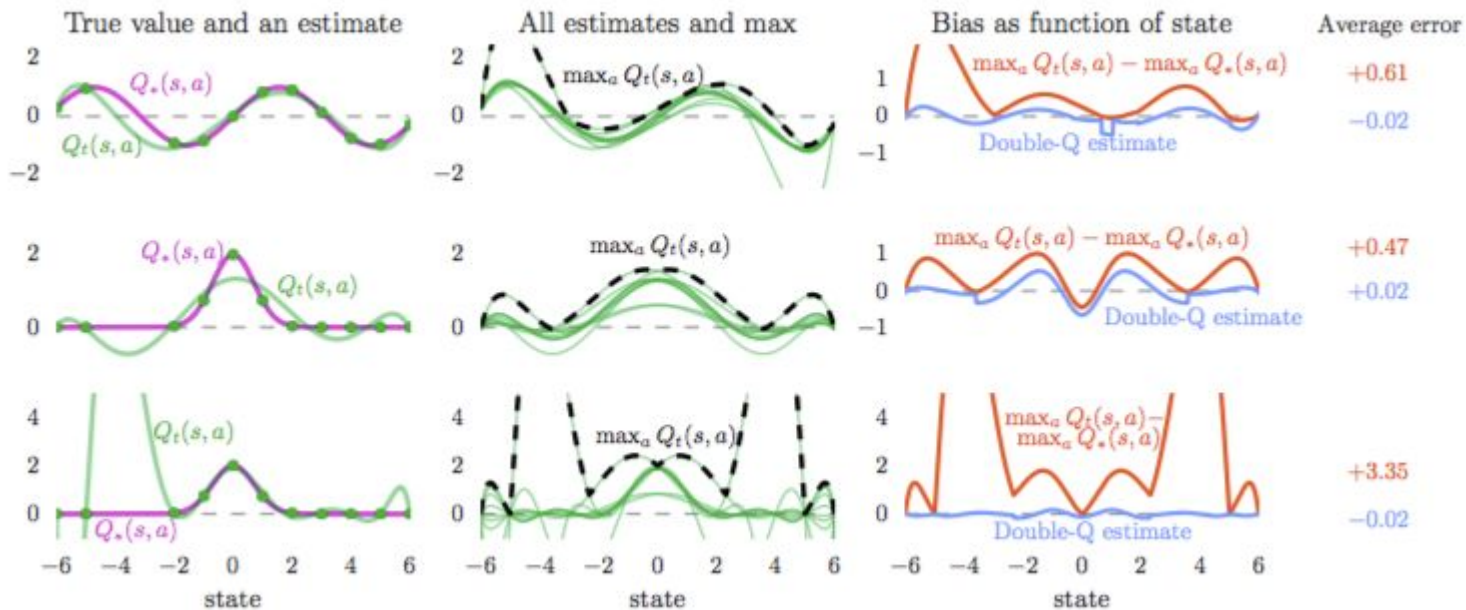 True value and an estimate
All estimates and max
Bias as function of state
Average error
2
0
−2
Q*(s, a)
Qt(s, a)
2
0
−2
maxa Qt(s, a)
1
0
−1
maxa Qt(s, a) − maxa Q*(s, a)
Double-Q estimate
+0.61
−0.02
2
0
Q*(s, a)
Qt(s, a)
2
0
maxa Qt(s, a)
1
0
−1
maxa Qt(s, a) − maxa Q*(s, a)
Double-Q estimate
+0.47
+0.02
4
2
0
Qt(s, a)
Q*(s, a)
−6 −4 −2 0 2 4 6
state
4
2
0
maxa Qt(s, a)
−6 −4 −2 0 2 4 6
state
4
2
0
maxa Qt(s, a)−
maxa Q*(s, a)
Double-Q estimate
−6 −4 −2 0 2 4 6
state
+3.35
−0.02